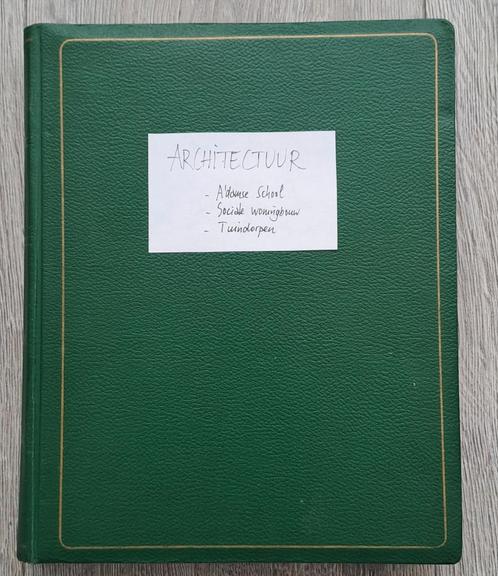 ARCHITECTUUR
- A'damse School
- Sociale woningbouw
- Tuindorpen